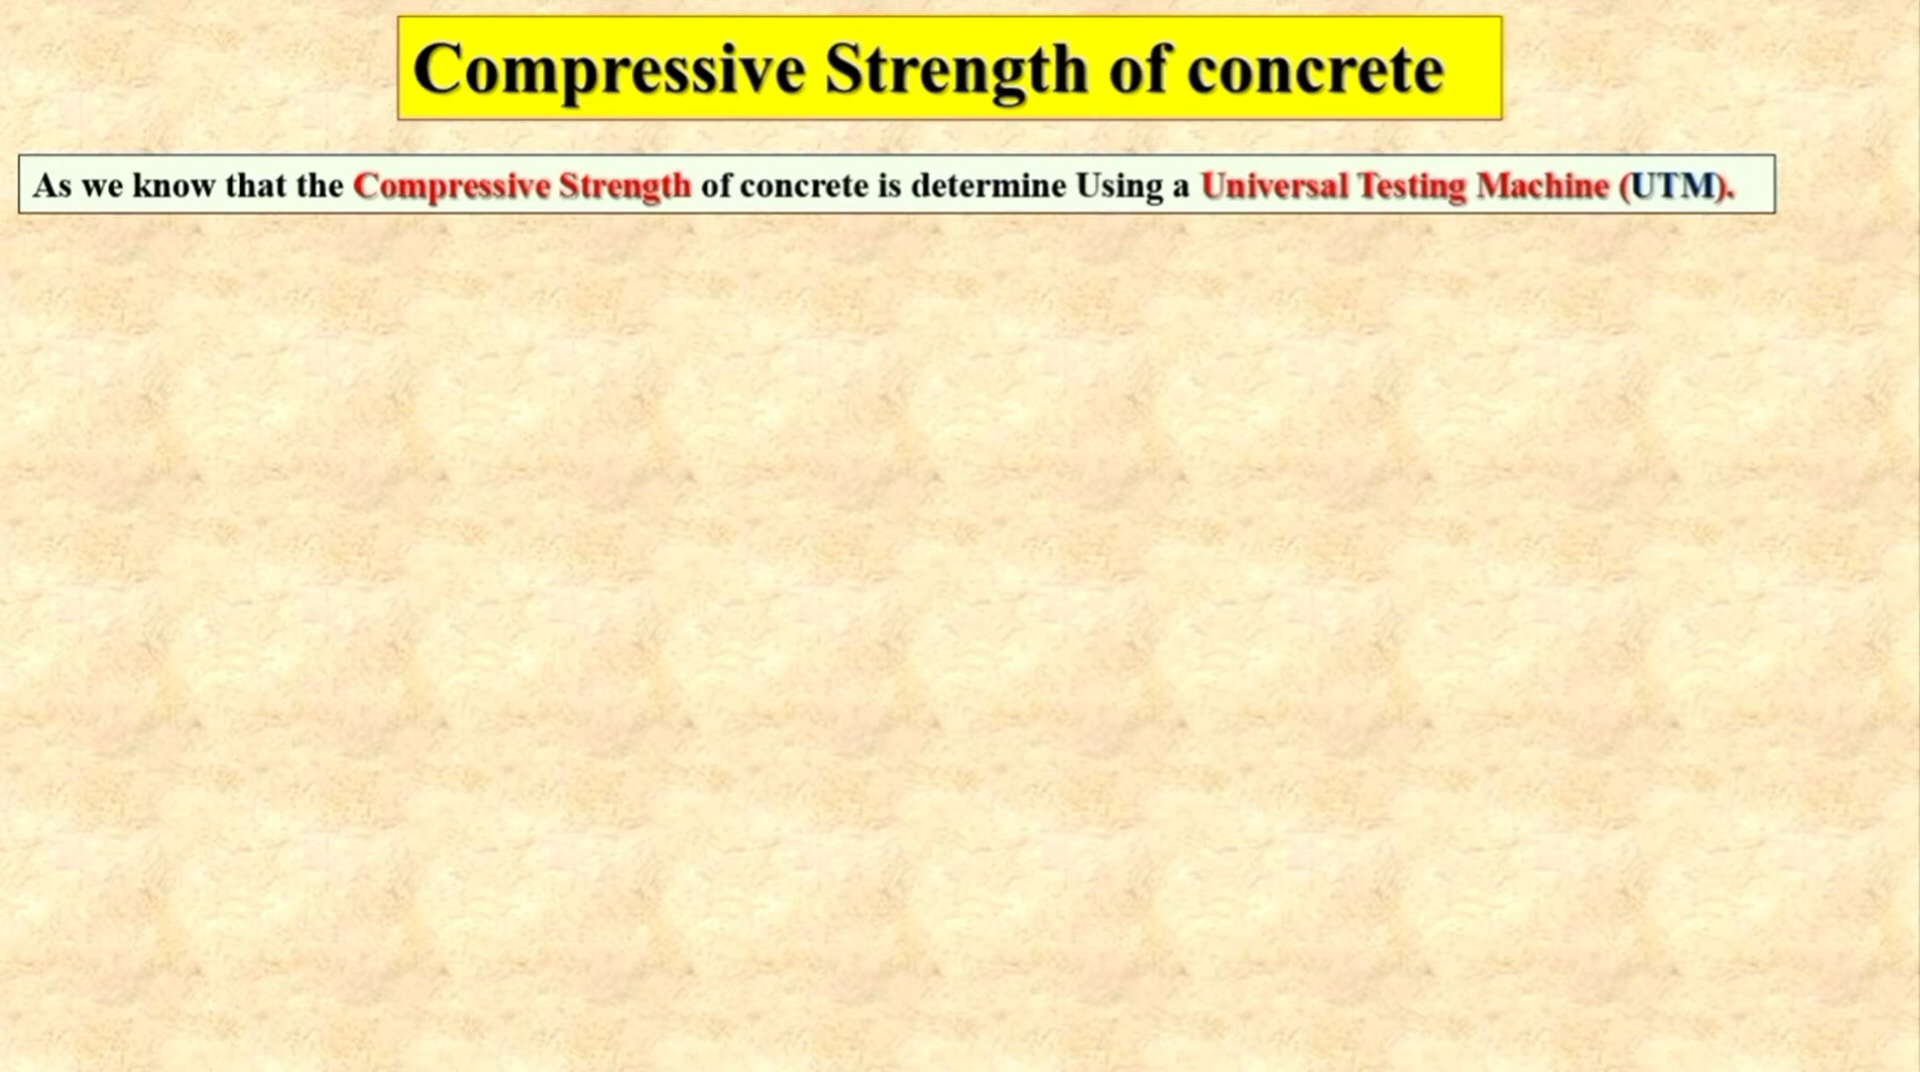 Compressive Strength of concrete
As we know that the Compressive Strength of concrete is determine Using a Universal Testing Machine (UTM).